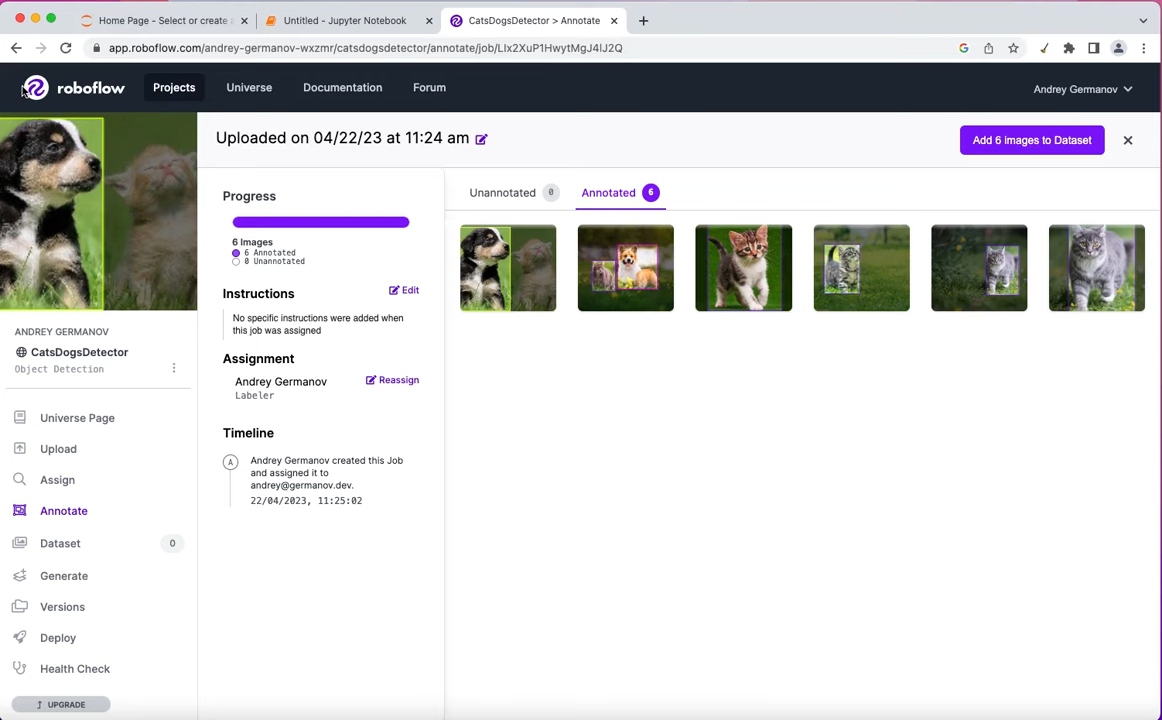 Home Page - Select or create a
Untitled - Jupyter Notebook
CatsDogsDetector > Annotate
app.roboflow.com/andrey-germanov-wxzmr/catsdogsdetector/annotate/job/LIx2XuP1HwytMgJ4lJ2Q
roboflow
Projects
Universe
Documentation
Forum
Andrey Germanov
Uploaded on 04/22/23 at 11:24 am
Add 6 images to Dataset
Progress
6 Images
6 Annotated
0 Unannotated
Instructions
Edit
No specific instructions were added when
this job was assigned
Assignment
Andrey Germanov
Reassign
Labeler
Timeline
A
Andrey Germanov created this Job
and assigned it to
andrey@germanov.dev.
22/04/2023, 11:25:02
Unannotated 0
Annotated 6
ANDREY GERMANOV
CatsDogsDetector
Object Detection
Universe Page
Upload
Assign
Annotate
Dataset 0
Generate
Versions
Deploy
Health Check
UPGRADE